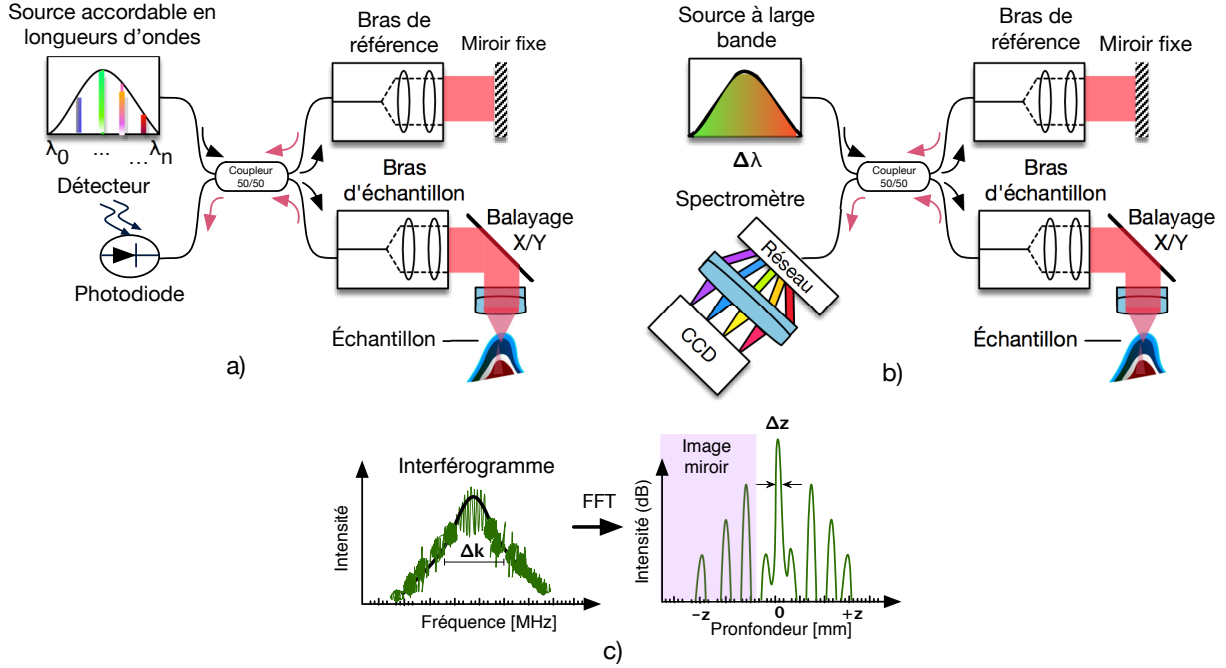 Source accordable en
longueurs d'ondes
λ0 ... ...λn
Détecteur
Photodiode
Coupleur
50/50
Bras de
référence
Miroir fixe
Bras
d'échantillon
Balayage
X/Y
Échantillon
a)
Source à large
bande
Δλ
Spectromètre
Réseau
CCD
Coupleur
50/50
Bras de
référence
Miroir fixe
Bras
d'échantillon
Balayage
X/Y
Échantillon
b)
Interférogramme
Intensité
Δk
Fréquence [MHz]
FFT
Image
miroir
Δz
Intensité (dB)
-z 0 +z
Pronfondeur [mm]
c)